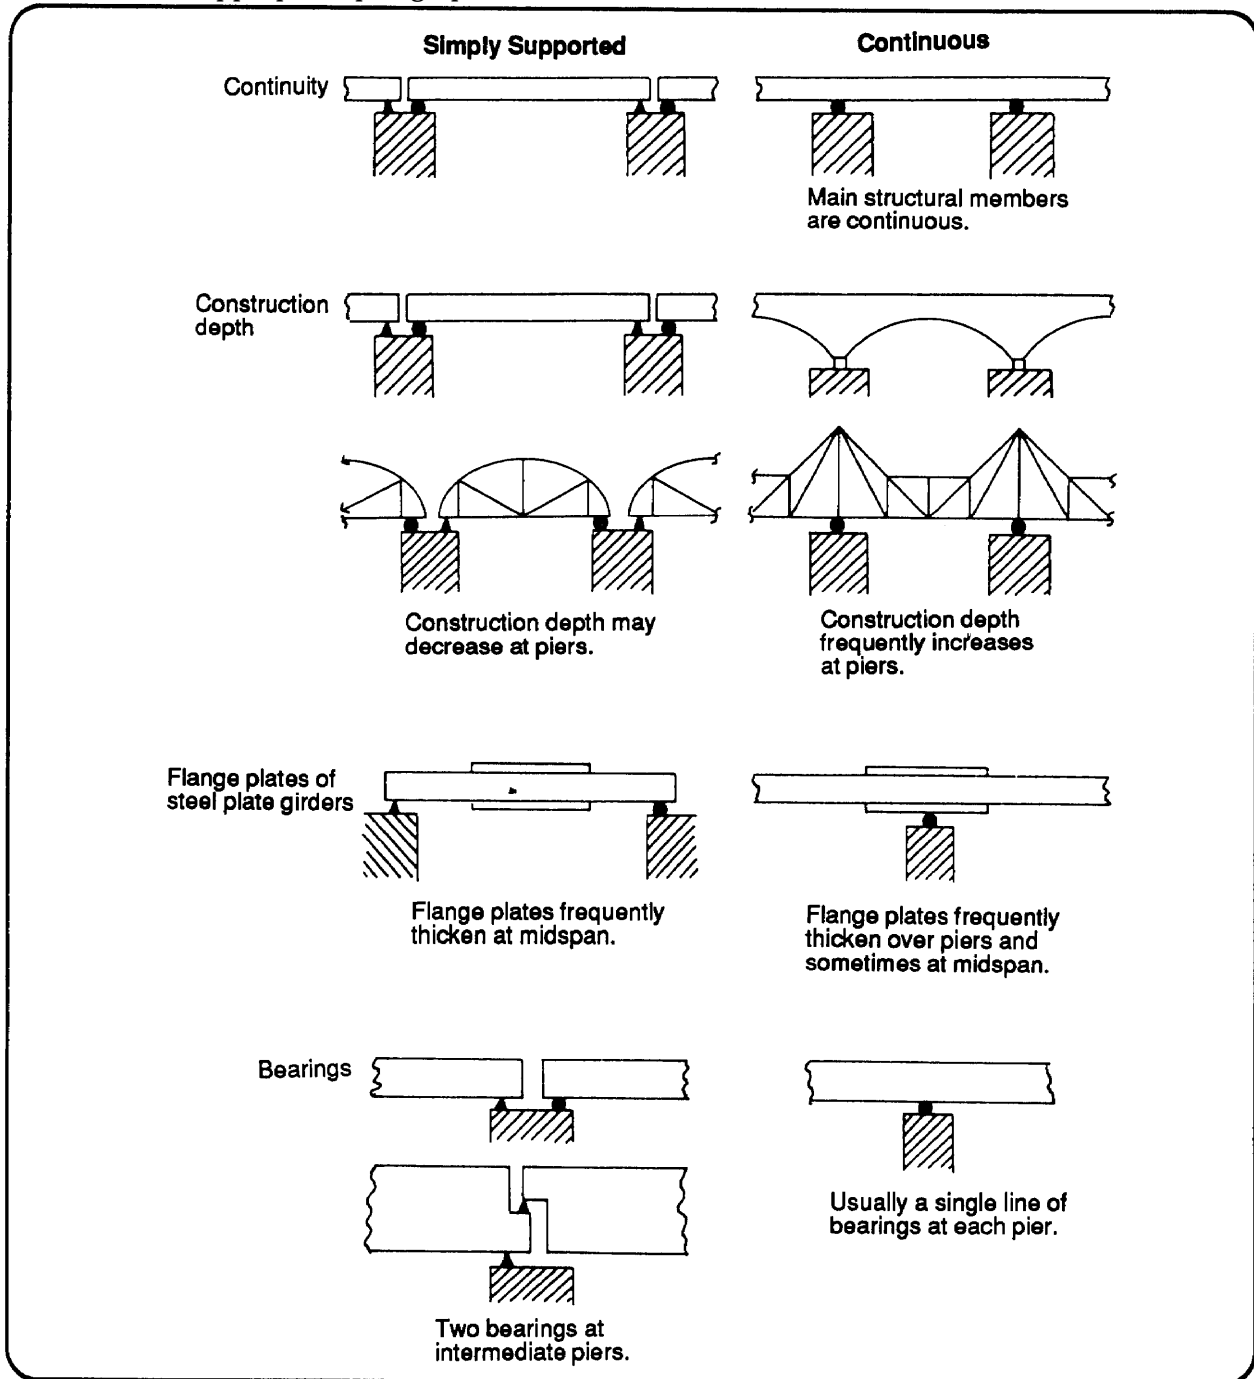 Simply Supported
Continuous
Continuity
Main structural members
are continuous.
Construction
depth
Construction depth may
decrease at piers.
Construction depth
frequently increases
at piers.
Flange plates of
steel plate girders
Flange plates frequently
thicken at midspan.
Flange plates frequently
thicken over piers and
sometimes at midspan.
Bearings
Usually a single line of
bearings at each pier.
Two bearings at
intermediate piers.